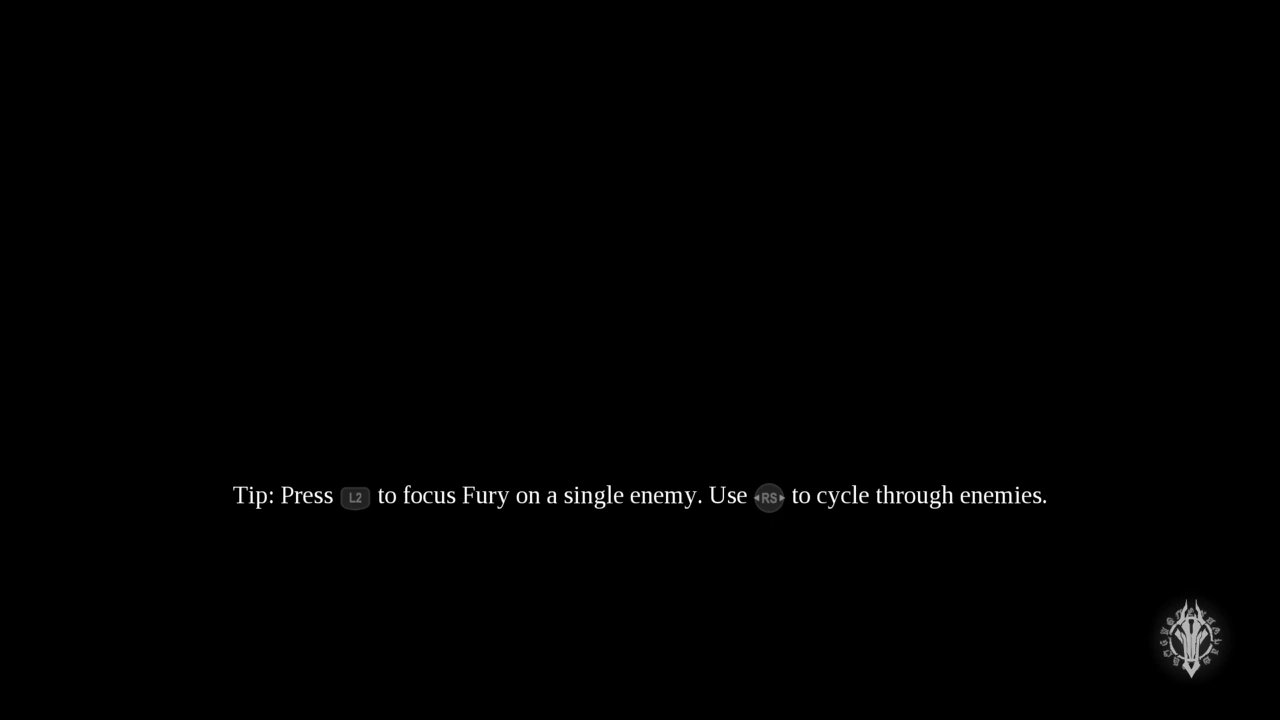 Tip: Press L2 to focus Fury on a single enemy. Use RS to cycle through enemies.